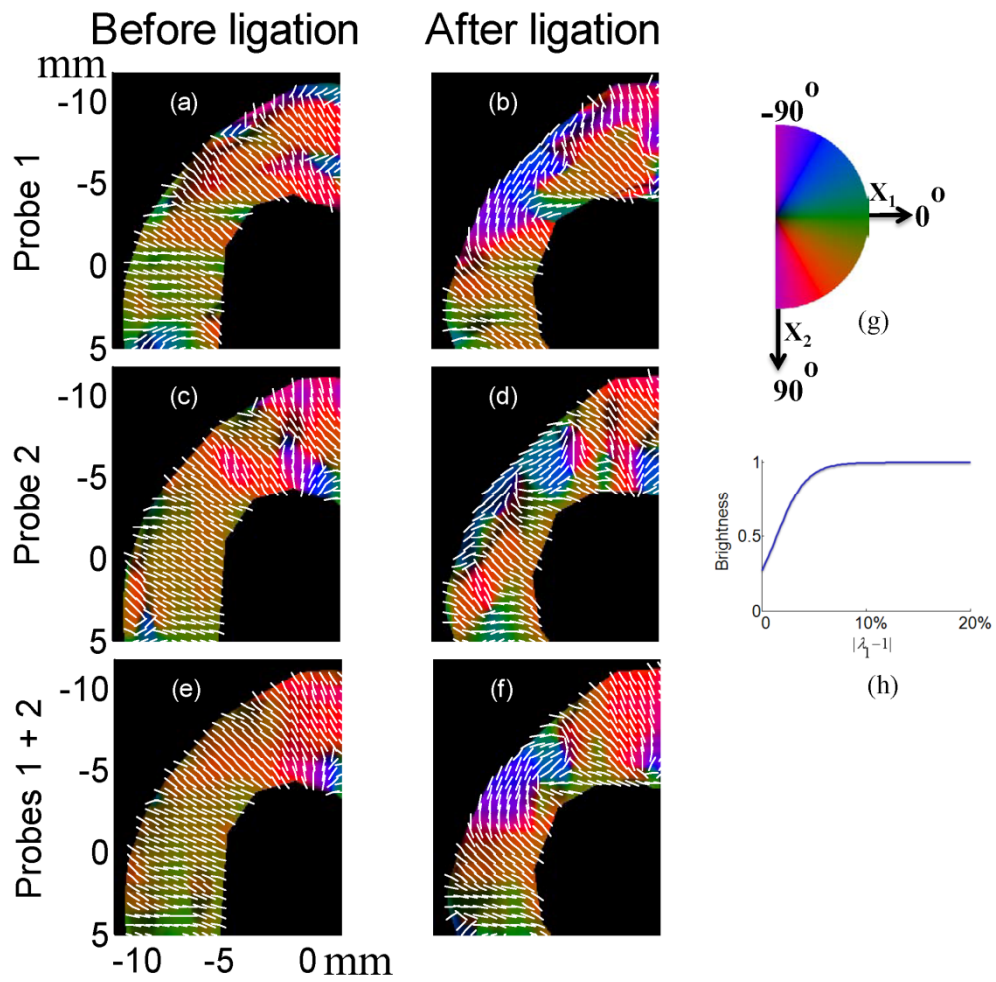 Before ligation
After ligation
mm
-10
-5
0
5
Probe 1
(a)
(b)
-10
-5
0
5
Probe 2
(c)
(d)
-10
-5
0
5
Probes 1 + 2
(e)
(f)
-10
-5
0 mm
-90°
X₁
0°
X₂
90°
(g)
1
0.5
0
Brightness
0
10%
20%
|λ₁−1|
(h)